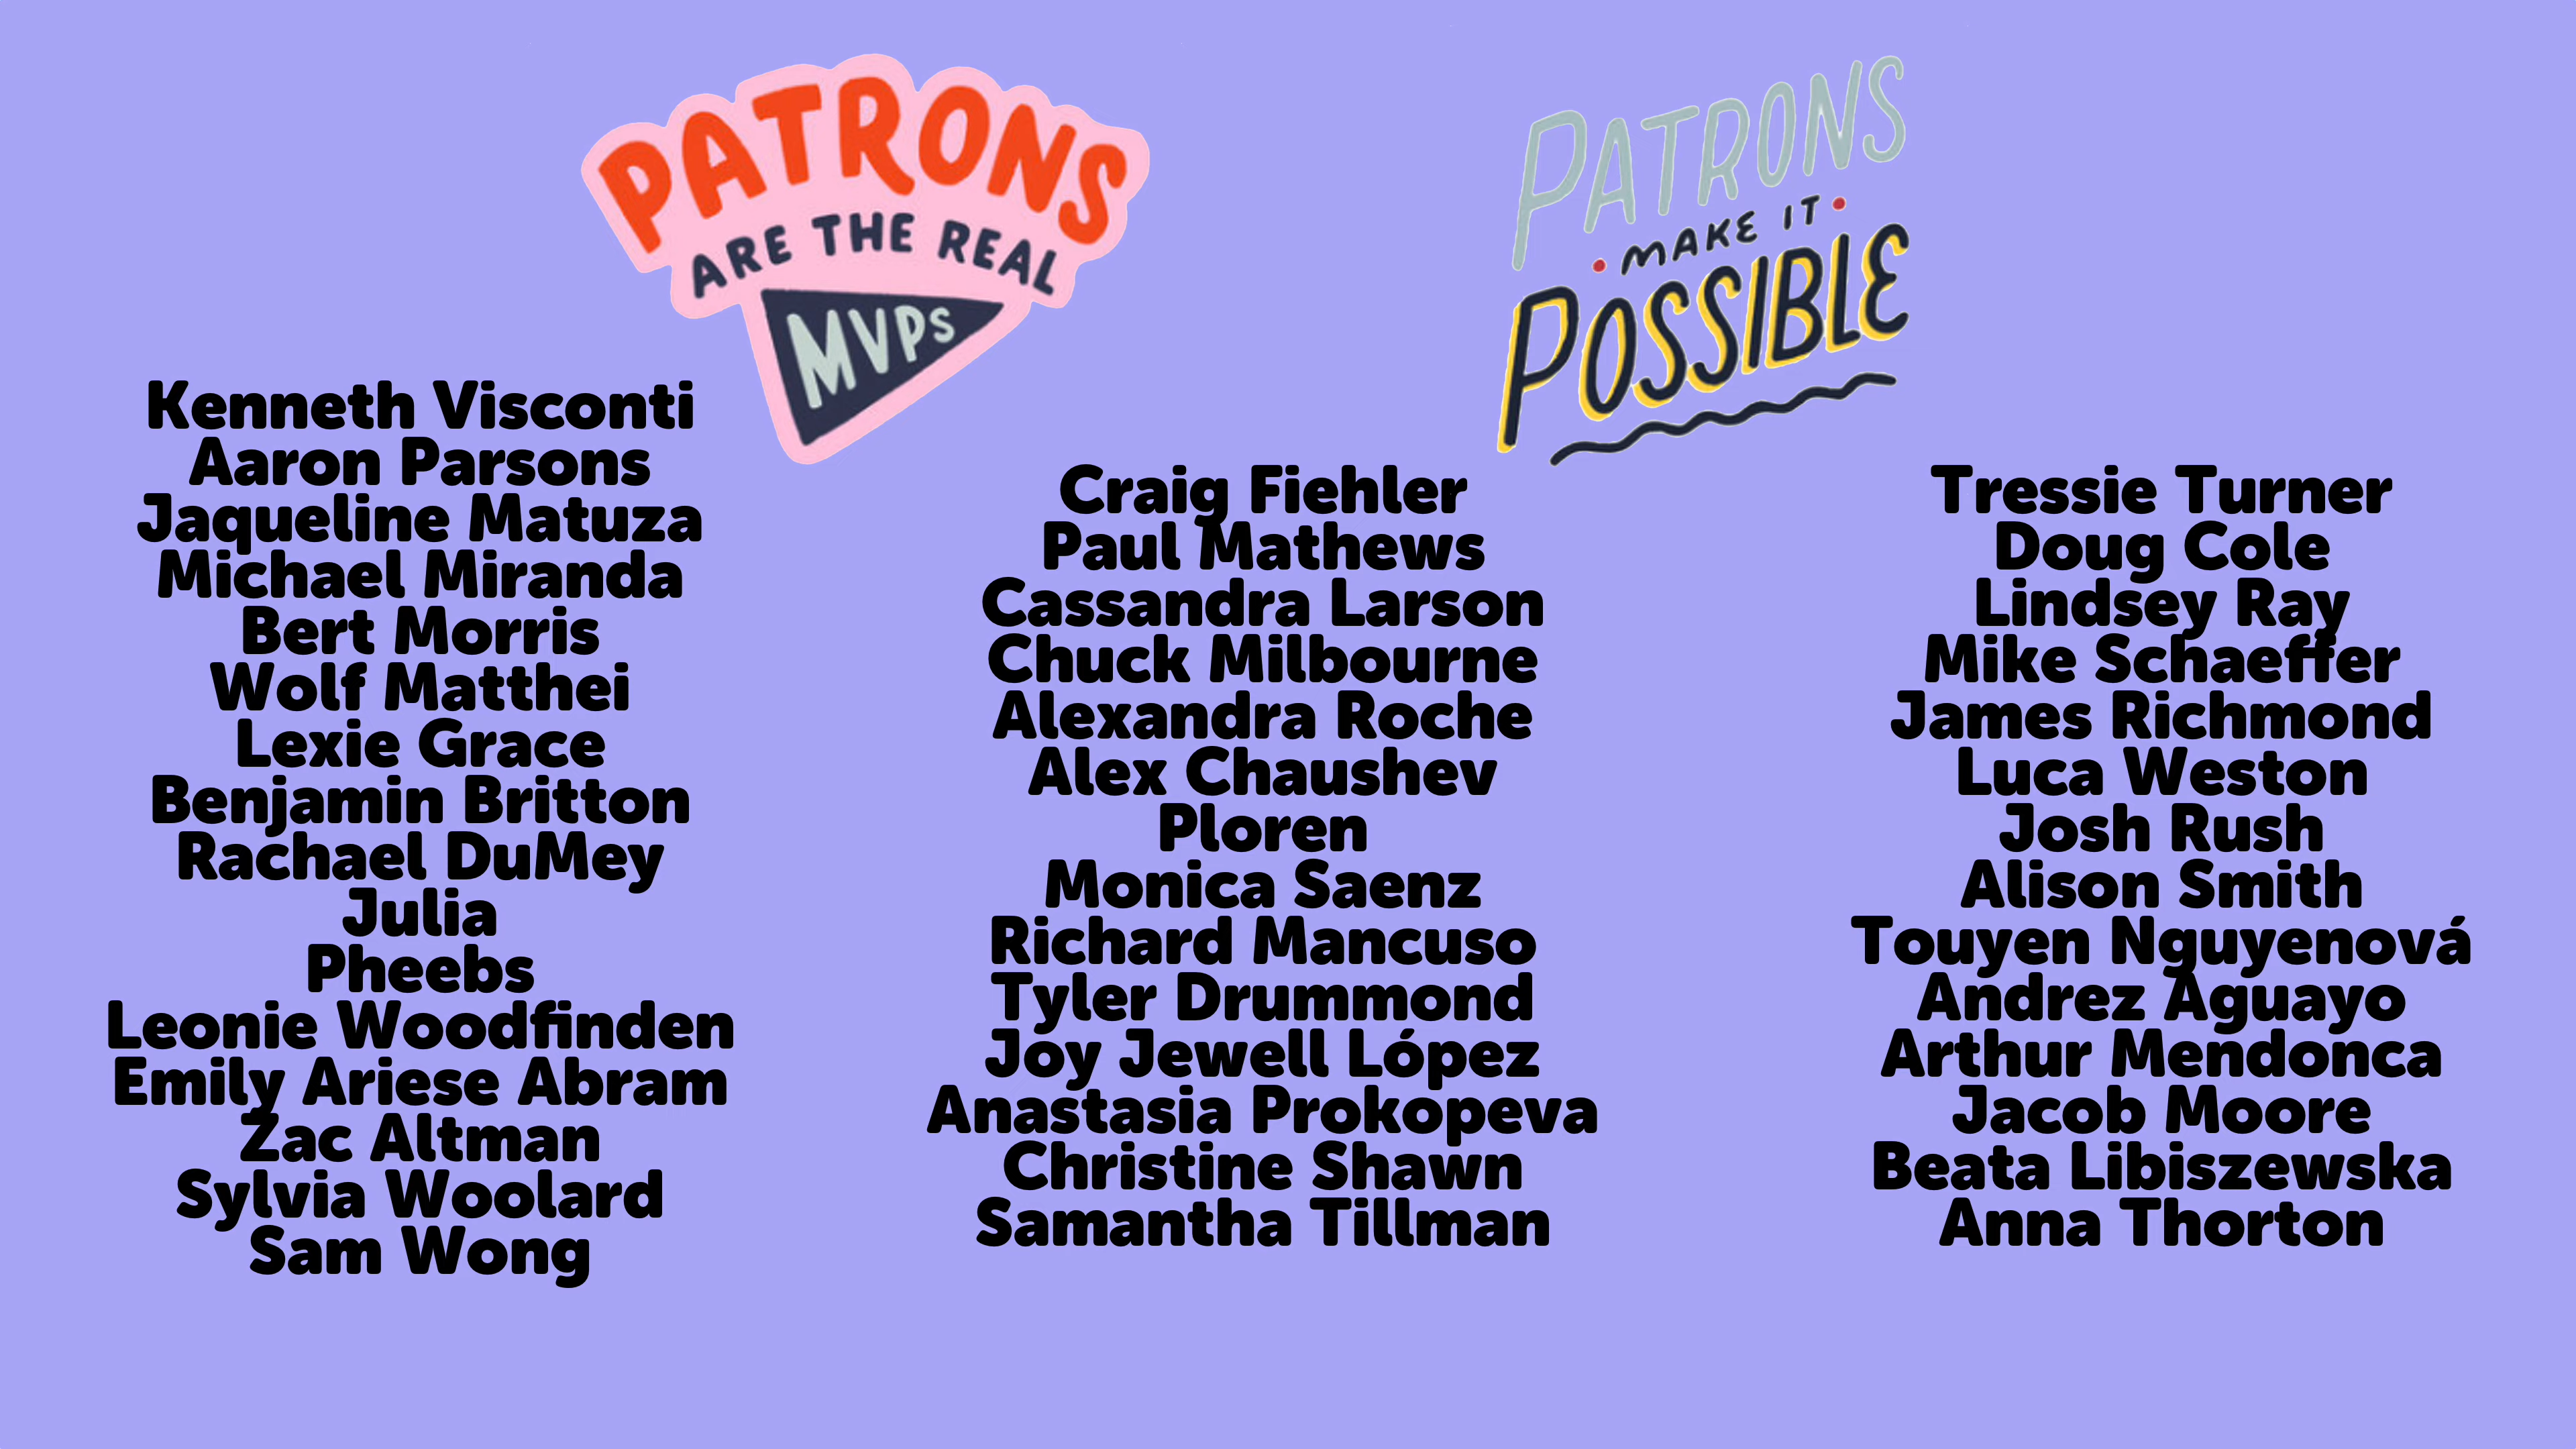 PATRONS
ARE THE REAL
MVPs
PATRONS
MAKE IT
POSSIBLE
Kenneth Visconti
Aaron Parsons
Jaqueline Matuza
Michael Miranda
Bert Morris
Wolf Matthei
Lexie Grace
Benjamin Britton
Rachael DuMey
Julia
Pheebs
Leonie Woodfinden
Emily Ariese Abram
Zac Altman
Sylvia Woolard
Sam Wong
Craig Fiehler
Paul Mathews
Cassandra Larson
Chuck Milbourne
Alexandra Roche
Alex Chaushev
Ploren
Monica Saenz
Richard Mancuso
Tyler Drummond
Joy Jewell López
Anastasia Prokopeva
Christine Shawn
Samantha Tillman
Tressie Turner
Doug Cole
Lindsey Ray
Mike Schaeffer
James Richmond
Luca Weston
Josh Rush
Alison Smith
Touyen Nguyenová
Andrez Aguayo
Arthur Mendonca
Jacob Moore
Beata Libiszewska
Anna Thorton